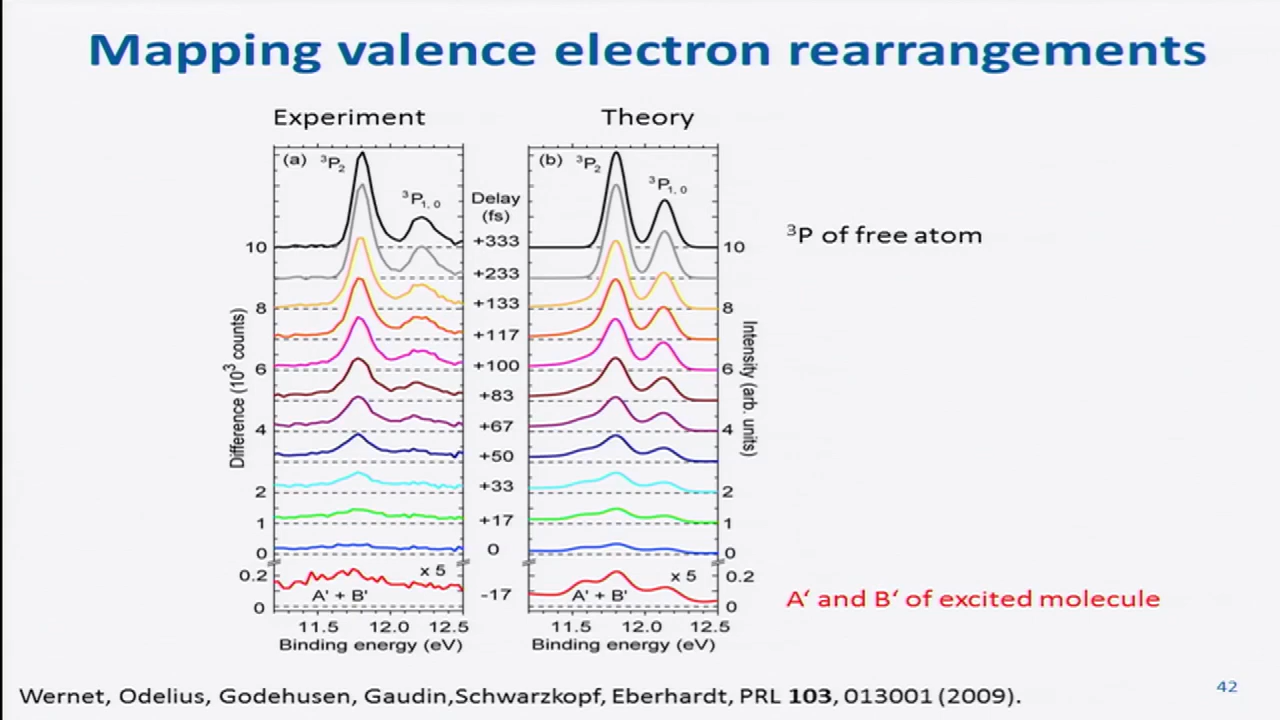 Mapping valence electron rearrangements
Experiment
Theory
(a) ³P₂
³P₁, ₀
Delay
(fs)
(b) ³P₂
³P₁, ₀
³P of free atom
10
+333
10
+233
+133
8
8
+117
+100
6
6
+83
+67
4
4
+50
+33
2
2
+17
1
1
0
0
0
0.2
x 5
x 5
0.2
A' + B'
-17
A' + B'
A‘ and B‘ of excited molecule
0
0
Difference (10³ counts)
Intensity (arb. units)
11.5 12.0 12.5
11.5 12.0 12.5
Binding energy (eV)
Binding energy (eV)
Wernet, Odelius, Godehusen, Gaudin,Schwarzkopf, Eberhardt, PRL 103, 013001 (2009).
42